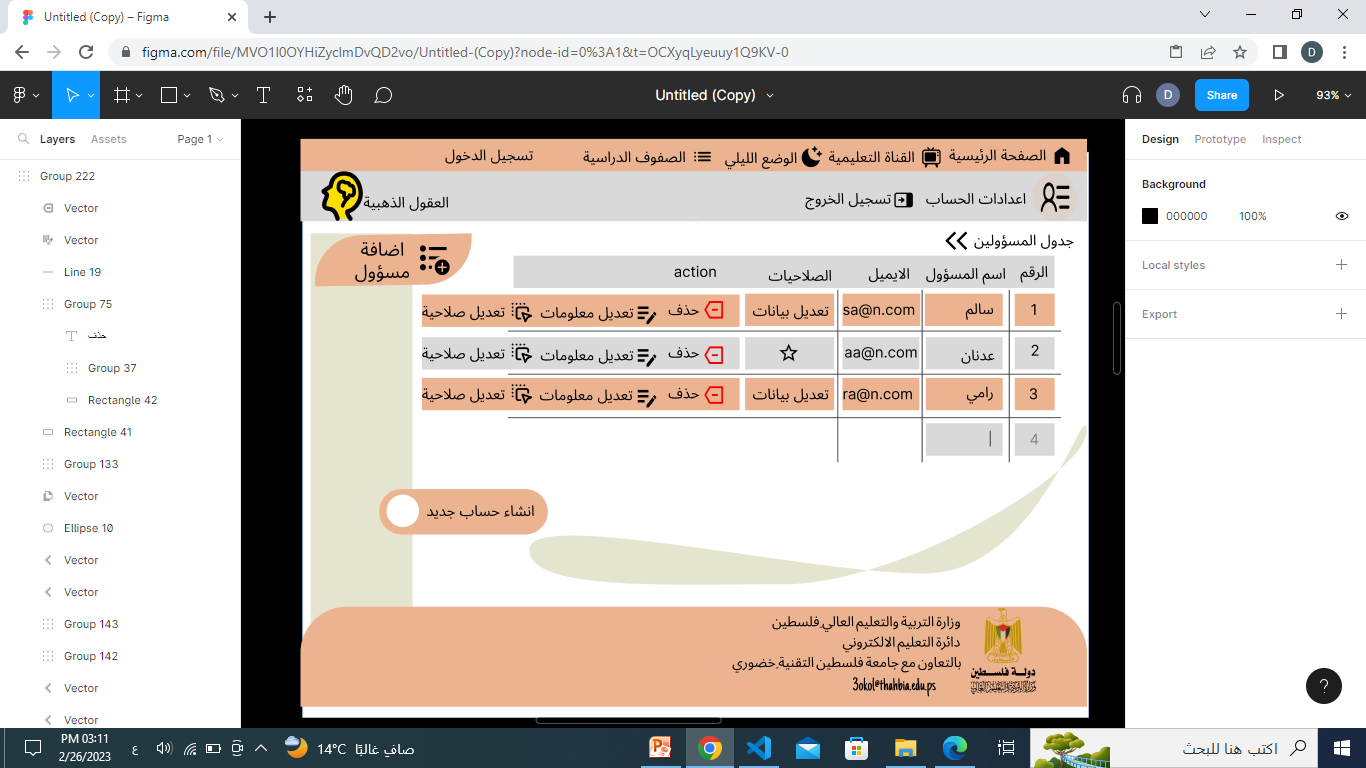 Untitled (Copy) – Figma
figma.com/file/MVO1I0OYHiZyclmDvQD2vo/Untitled-(Copy)?node-id=0%3A1&t=OCXyqLyeuuy1Q9KV-0
D
Untitled (Copy)
D
Share
93%
Layers
Assets
Page 1
Group 222
Vector
Vector
Line 19
Group 75
حذف
Group 37
Rectangle 42
Rectangle 41
Group 133
Vector
Ellipse 10
Vector
Vector
Group 143
Group 142
Vector
Vector
الصفحة الرئيسية القناة التعليمية الوضع الليلي الصفوف الدراسية تسجيل الدخول
اعدادات الحساب تسجيل الخروج العقول الذهبية
جدول المسؤولين
اضافة
مسؤول
الرقم اسم المسؤول الايميل الصلاحيات action
1 سالم sa@n.com تعديل بيانات حذف تعديل معلومات تعديل صلاحية
2 عدنان aa@n.com حذف تعديل معلومات تعديل صلاحية
3 رامي ra@n.com تعديل بيانات حذف تعديل معلومات تعديل صلاحية
4
انشاء حساب جديد
وزارة التربية والتعليم العالي_فلسطين
دائرة التعليم الالكتروني
بالتعاون مع جامعة فلسطين التقنية_خضوري
3okol@thahbia.edu.ps
دولة فلسطين
Design
Prototype
Inspect
Background
000000
100%
Local styles
Export
?
PM 03:11
2/26/2023
ع
14°C صافٍ غالبًا
اكتب هنا للبحث